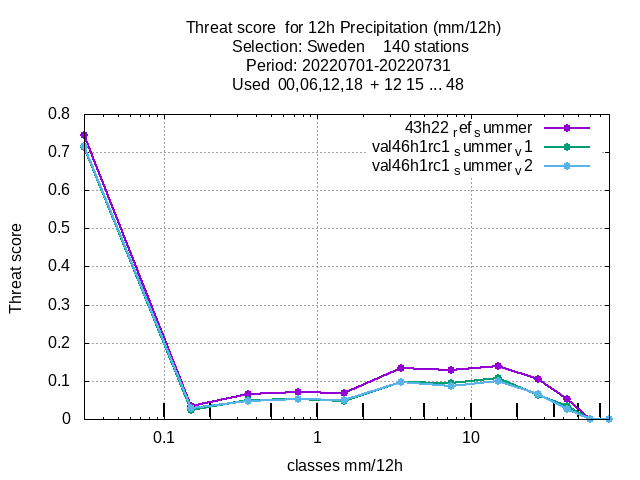 Threat score  for 12h Precipitation (mm/12h)
Selection: Sweden    140 stations
Period: 20220701-20220731
Used  00,06,12,18  + 12 15 ... 48
43h22 ref summer
val46h1rc1 summer v1
val46h1rc1 summer v2
0.8
0.7
0.6
0.5
0.4
0.3
0.2
0.1
0
Threat score
0.1 1 10
classes mm/12h